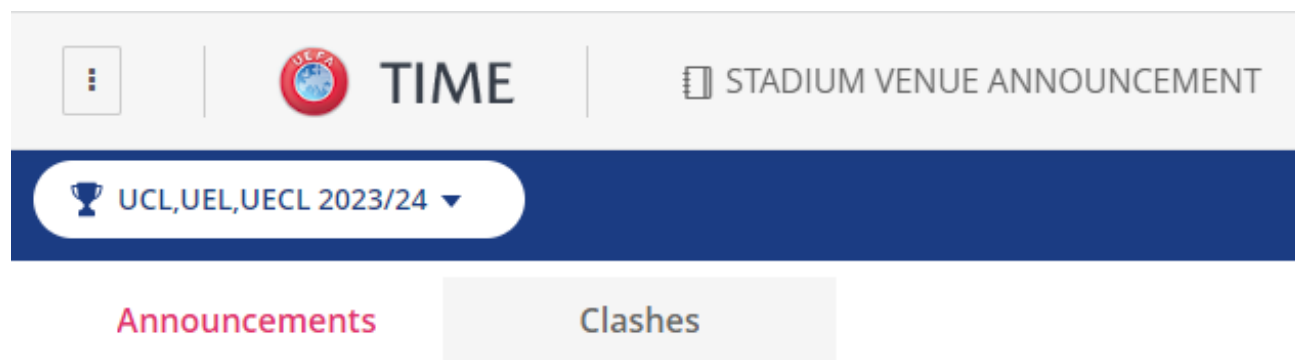 UEFA
TIME
STADIUM VENUE ANNOUNCEMENT
UCL,UEL,UECL 2023/24
Announcements
Clashes